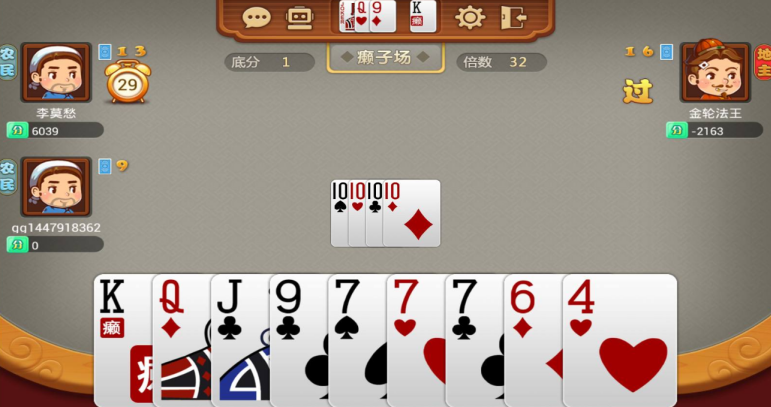 J Q 9 K
癞
农民
13
底分 1
癞子场
倍数 32
16
地主
29
过
李莫愁
6039
金轮法王
-2163
农民
9
qq1447918362
0
10 10 10 10
K Q J 9 7 7 7 6 4
癞